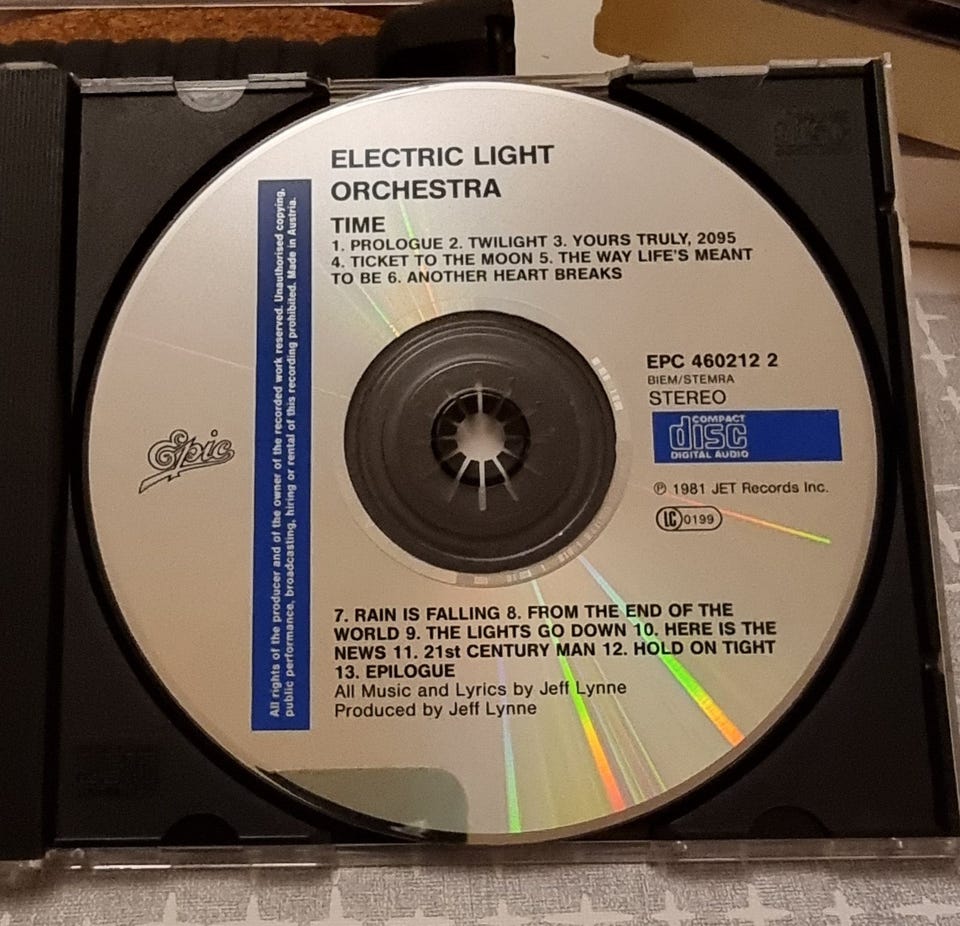 ELECTRIC LIGHT
ORCHESTRA
TIME
1. PROLOGUE 2. TWILIGHT 3. YOURS TRULY, 2095
4. TICKET TO THE MOON 5. THE WAY LIFE'S MEANT
TO BE 6. ANOTHER HEART BREAKS
All rights of the producer and of the owner of the recorded work reserved. Unauthorised copying,
public performance, broadcasting, hiring or rental of this recording prohibited. Made in Austria.
EPC 460212 2
BIEM/STEMRA
STEREO
COMPACT
disc
DIGITAL AUDIO
Epic
℗ 1981 JET Records Inc.
LC 0199
7. RAIN IS FALLING 8. FROM THE END OF THE
WORLD 9. THE LIGHTS GO DOWN 10. HERE IS THE
NEWS 11. 21st CENTURY MAN 12. HOLD ON TIGHT
13. EPILOGUE
All Music and Lyrics by Jeff Lynne
Produced by Jeff Lynne